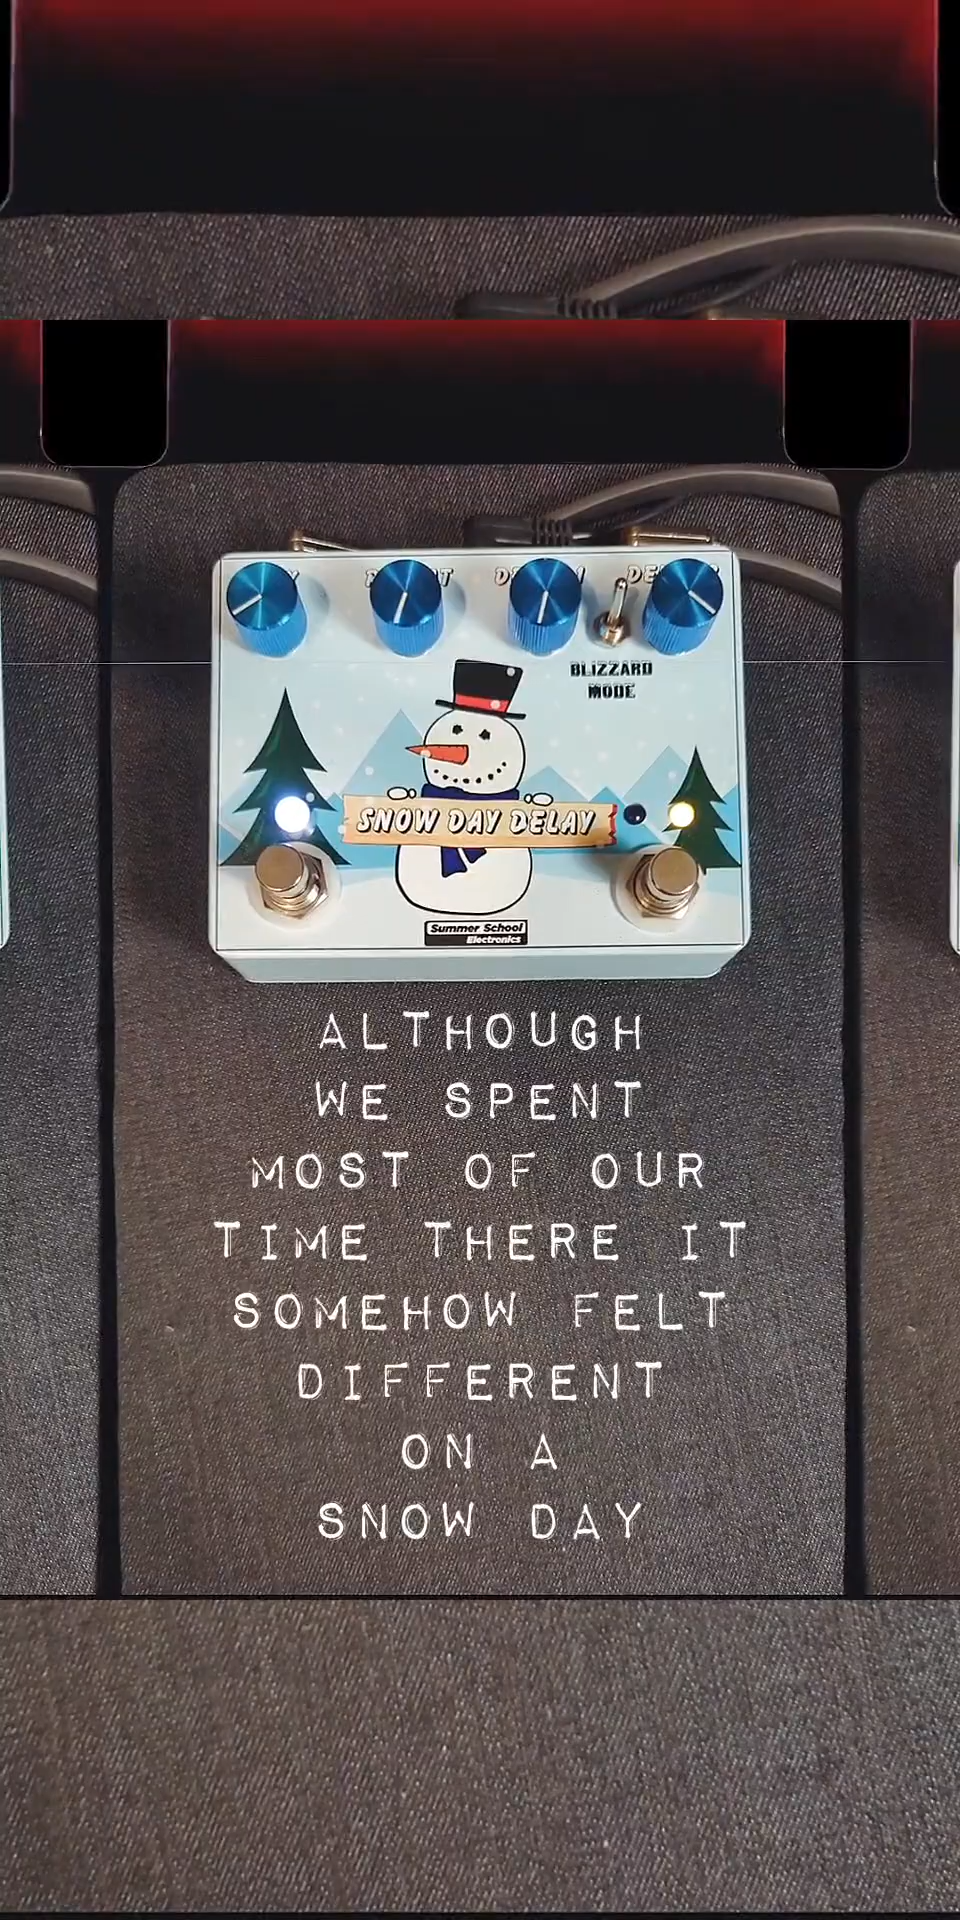 BLIZZARD
MODE
SNOW DAY DELAY
Summer School
Electronics
ALTHOUGH
WE SPENT
MOST OF OUR
TIME THERE IT
SOMEHOW FELT
DIFFERENT
ON A
SNOW DAY